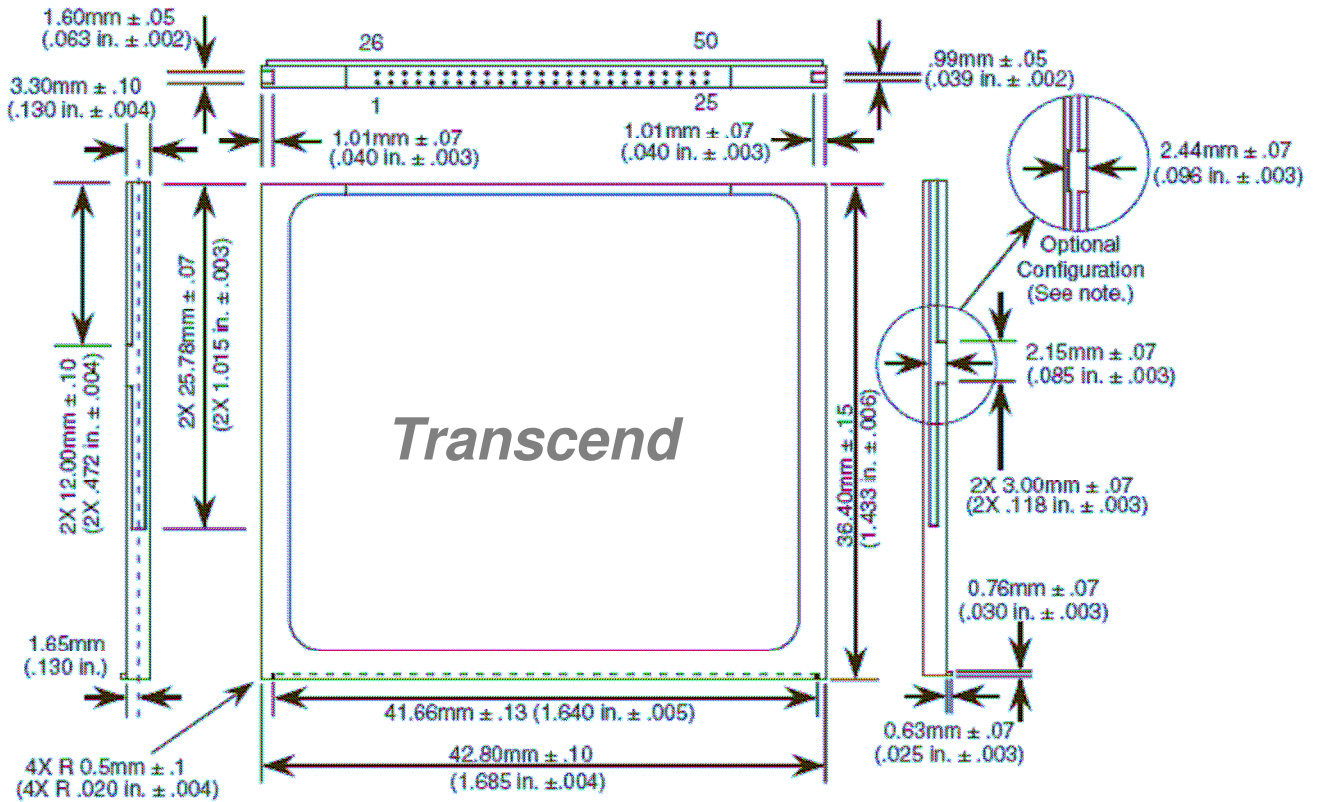 1.60mm ± .05
(.063 in. ± .002)
26
50
.99mm ± .05
(.039 in. ± .002)
3.30mm ± .10
(.130 in. ± .004)
1
25
1.01mm ± .07
(.040 in. ± .003)
1.01mm ± .07
(.040 in. ± .003)
2.44mm ± .07
(.096 in. ± .003)
Optional
Configuration
(See note.)
2X 12.00mm ± .10
(2X .472 in. ± .004)
2X 25.78mm ± .07
(2X 1.015 in. ± .003)
Transcend
36.40mm ± .15
(1.433 in. ± .006)
2.15mm ± .07
(.085 in. ± .003)
2X 3.00mm ± .07
(2X .118 in. ± .003)
0.76mm ± .07
(.030 in. ± .003)
1.65mm
(.130 in.)
41.66mm ± .13 (1.640 in. ± .005)
0.63mm ± .07
(.025 in. ± .003)
42.80mm ± .10
(1.685 in. ±.004)
4X R 0.5mm ± .1
(4X R .020 in. ± .004)